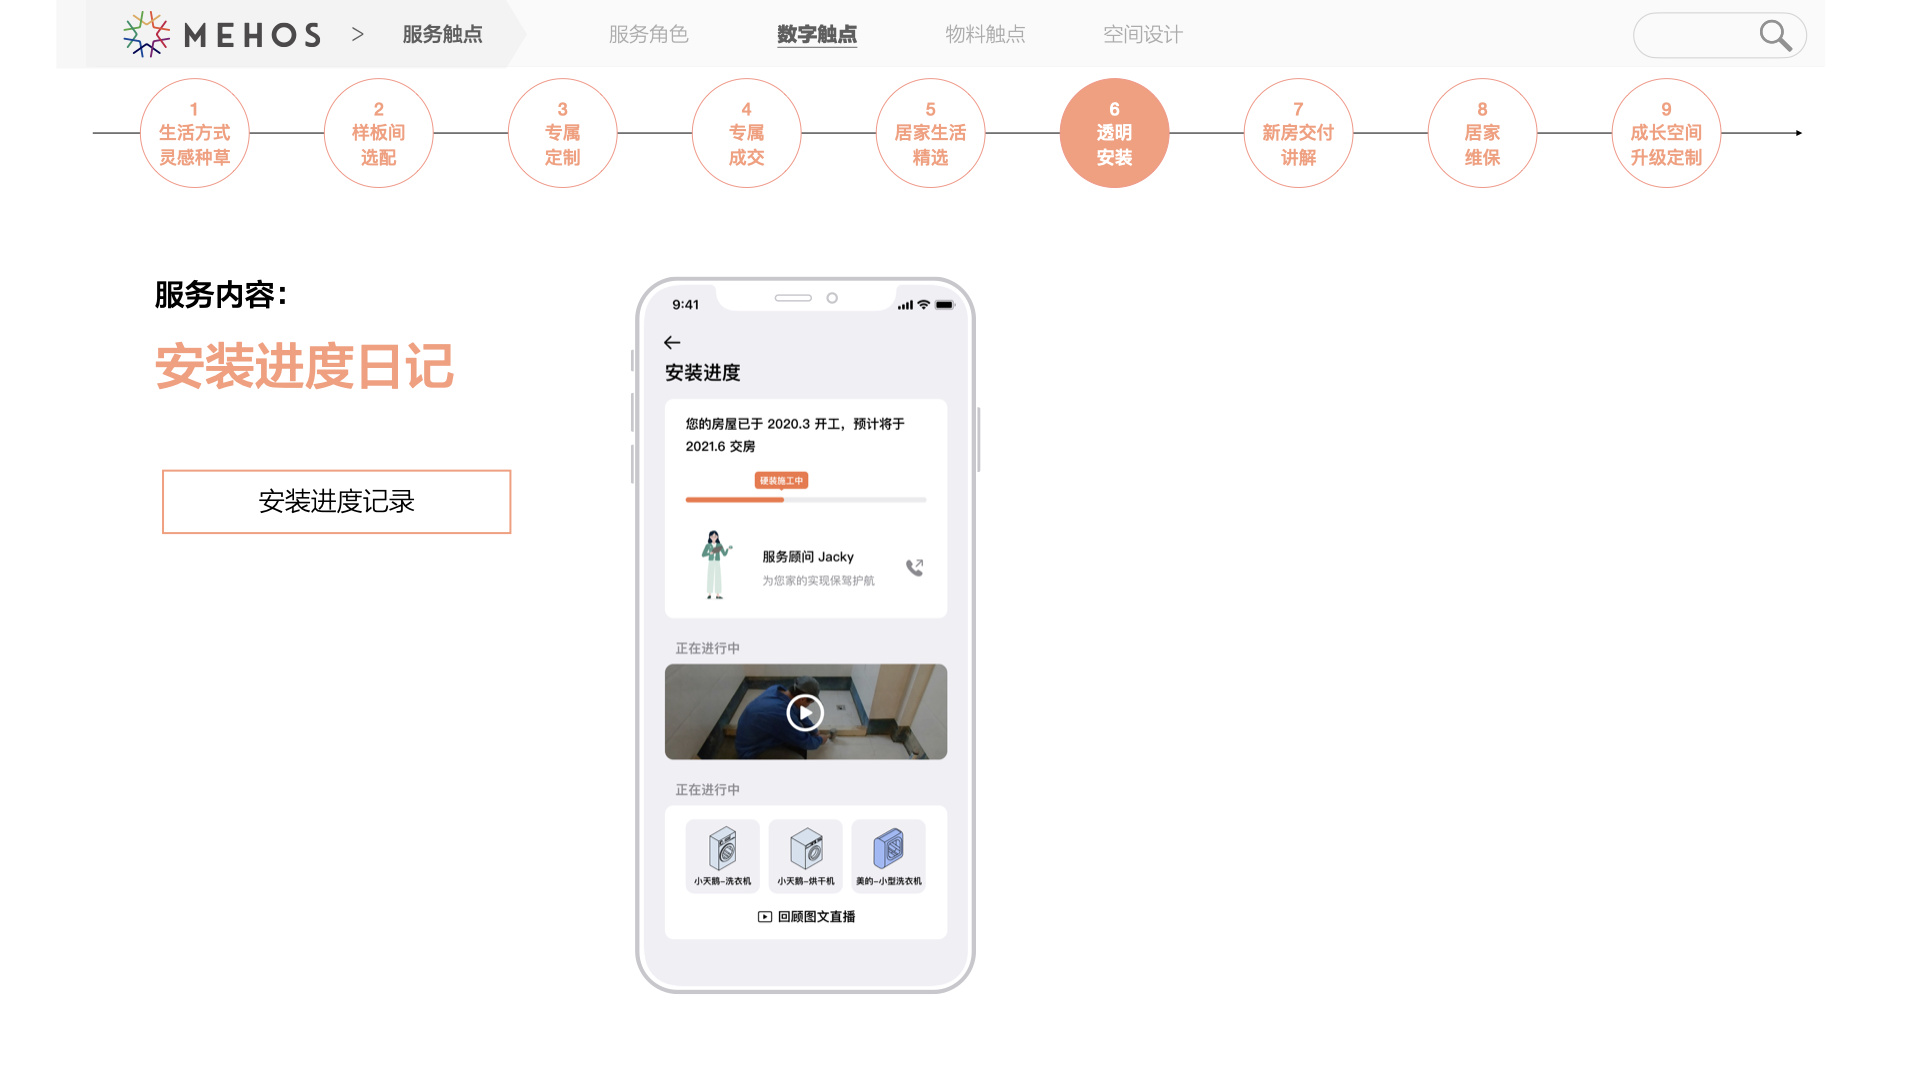 MEHOS > 服务触点 服务角色 数字触点 物料触点 空间设计
1
生活方式
灵感种草
2
样板间
选配
3
专属
定制
4
专属
成交
5
居家生活
精选
6
透明
安装
7
新房交付
讲解
8
居家
维保
9
成长空间
升级定制
服务内容：
安装进度日记
安装进度记录
9:41
安装进度
您的房屋已于 2020.3 开工，预计将于
2021.6 交房
硬装施工中
服务顾问 Jacky
为您家的实现保驾护航
正在进行中
正在进行中
小天鹅-洗衣机
小天鹅-烘干机
美的-小型洗衣机
回顾图文直播